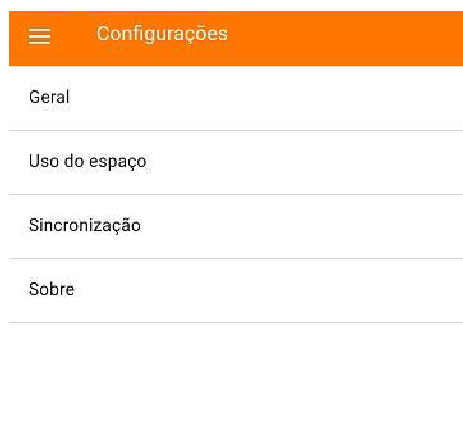 Configurações
Geral
Uso do espaço
Sincronização
Sobre